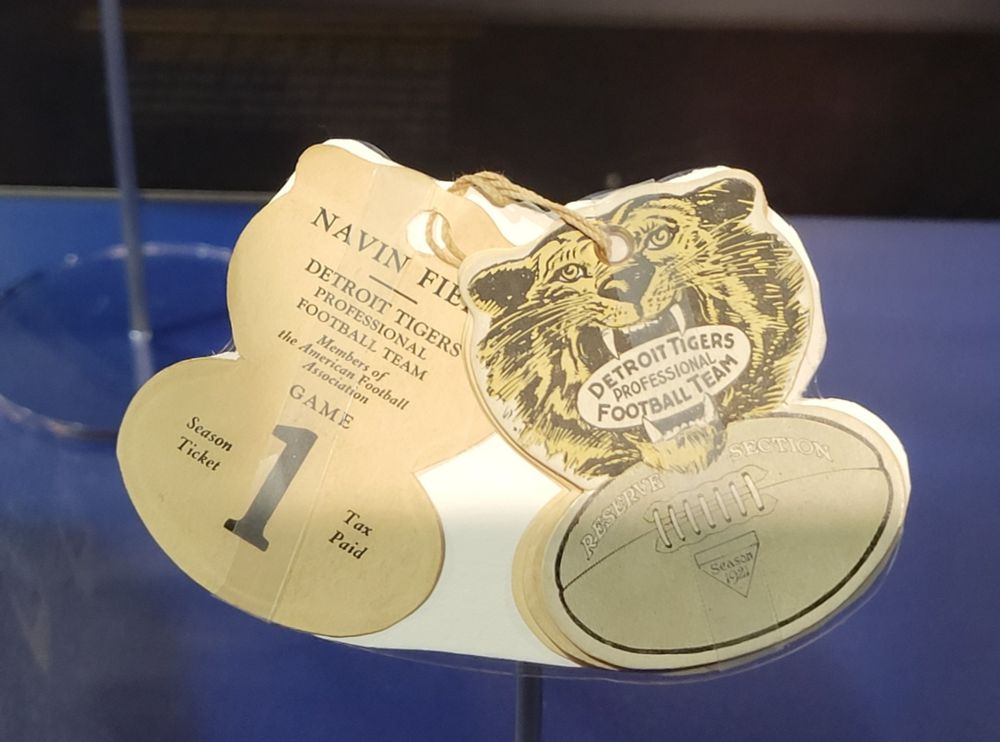 NAVIN FIE
DETROIT TIGERS
PROFESSIONAL
FOOTBALL TEAM
Members of
the American Football
Association
GAME
1
Season
Ticket
Tax
Paid
DETROIT TIGERS
PROFESSIONAL
FOOTBALL TEAM
RESERVE SECTION
Season
1921